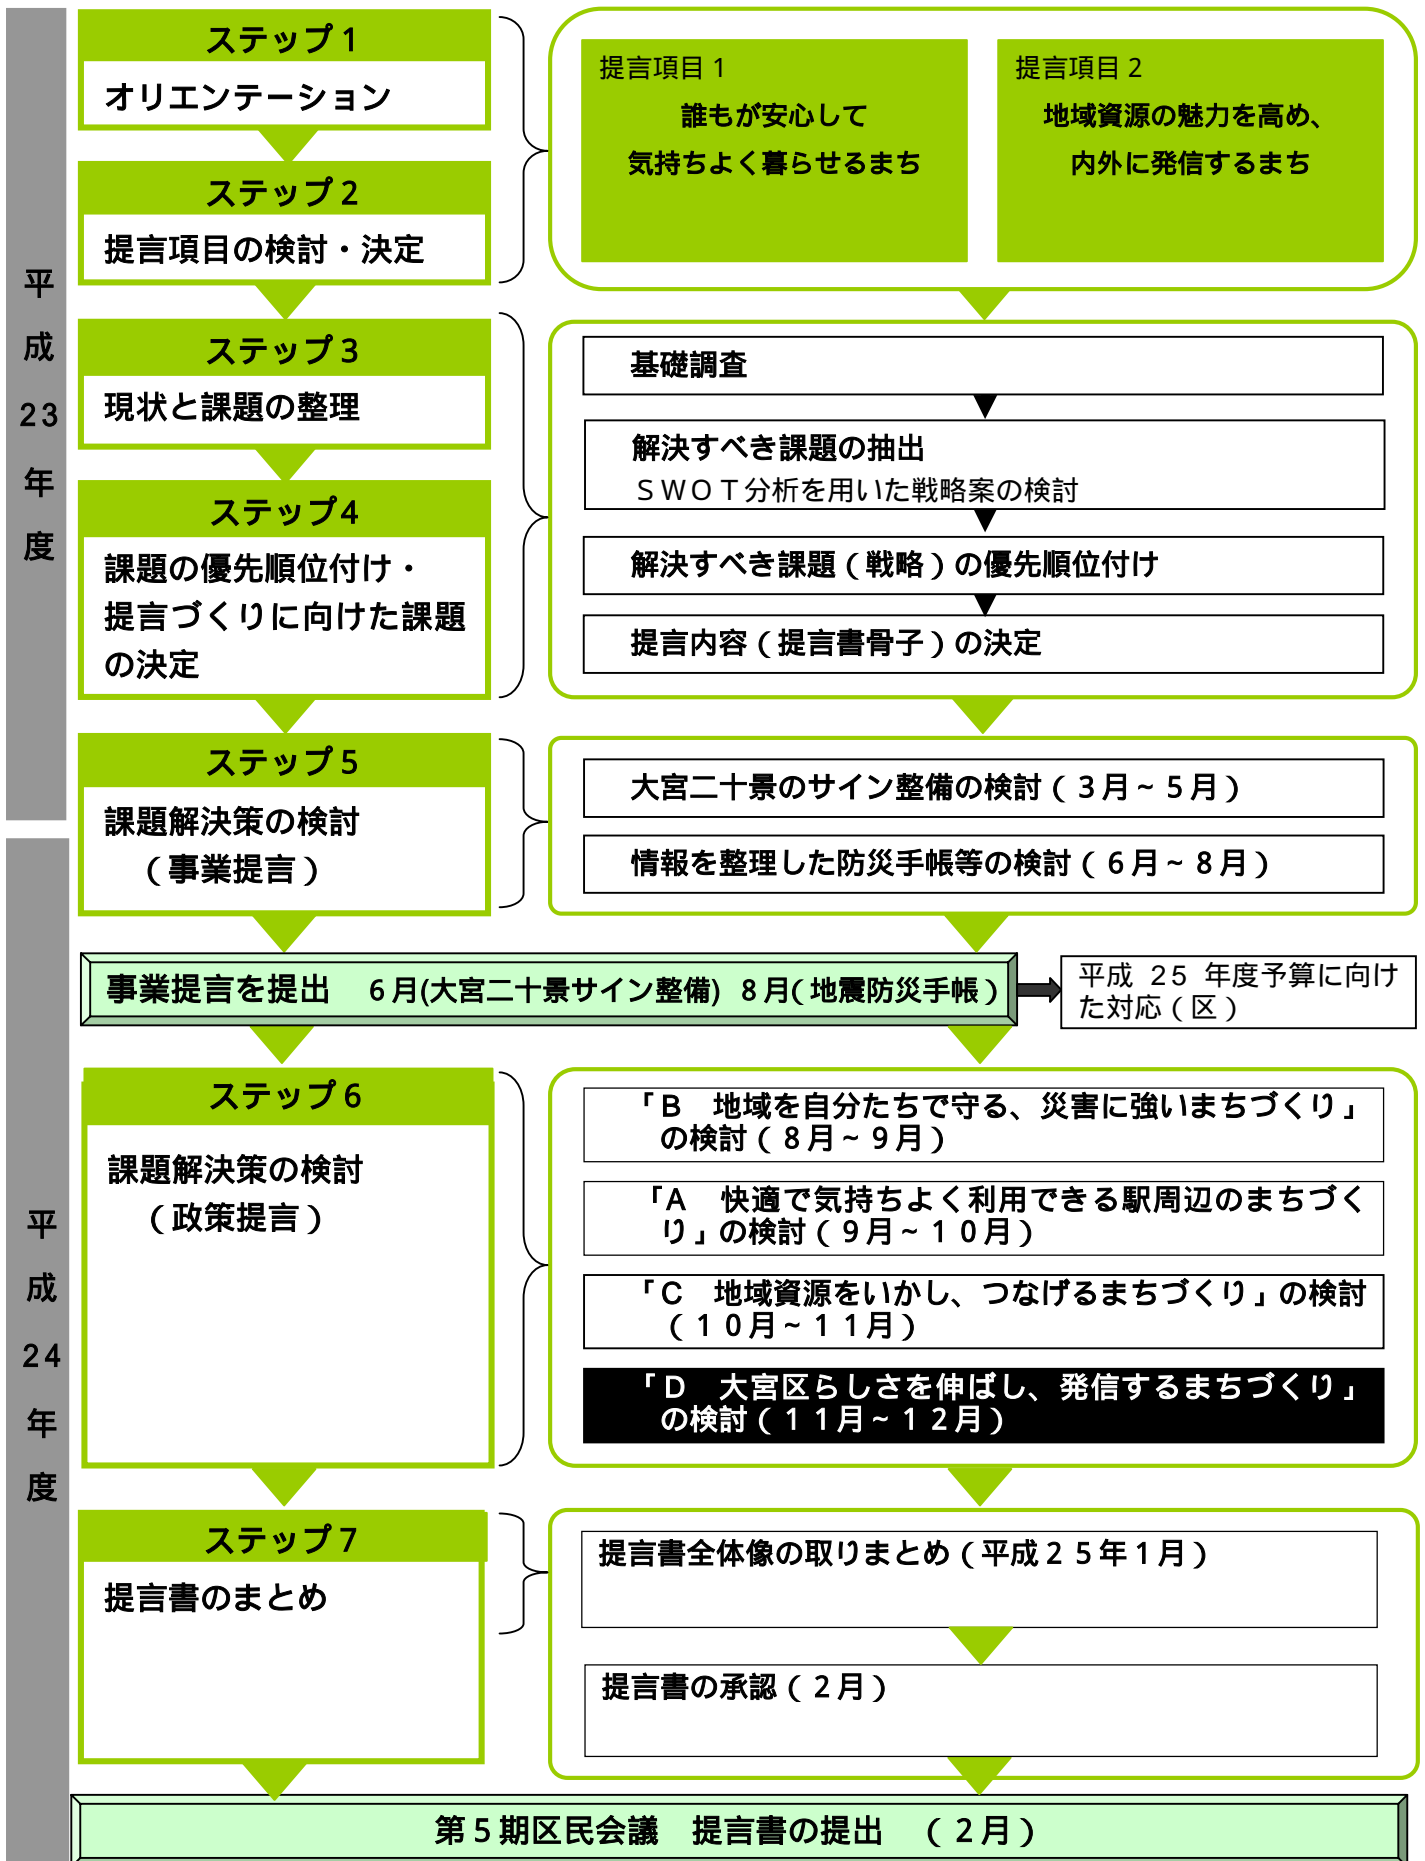 平
成
23
年
度
ステップ１
オリエンテーション
ステップ２
提言項目の検討・決定
提言項目１
誰もが安心して
気持ちよく暮らせるまち
提言項目２
地域資源の魅力を高め、
内外に発信するまち
ステップ３
現状と課題の整理
ステップ4
課題の優先順位付け・
提言づくりに向けた課題
の決定
基礎調査
解決すべき課題の抽出
ＳＷＯＴ分析を用いた戦略案の検討
解決すべき課題（戦略）の優先順位付け
提言内容（提言書骨子）の決定
ステップ５
課題解決策の検討
（事業提言）
大宮二十景のサイン整備の検討（３月～５月）
情報を整理した防災手帳等の検討（６月～８月）
平
成
24
年
度
事業提言を提出　６月(大宮二十景サイン整備)　８月(地震防災手帳）
平成 25 年度予算に向け
た対応（区）
ステップ６
課題解決策の検討
（政策提言）
「Ｂ　地域を自分たちで守る、災害に強いまちづくり」
の検討（８月～９月）
「Ａ　快適で気持ちよく利用できる駅周辺のまちづく
り」の検討（９月～１０月）
「Ｃ　地域資源をいかし、つなげるまちづくり」の検討
（１０月～１１月）
「Ｄ　大宮区らしさを伸ばし、発信するまちづくり」
の検討（１１月～１２月）
ステップ７
提言書のまとめ
提言書全体像の取りまとめ（平成２５年１月）
提言書の承認（２月）
第５期区民会議　提言書の提出　（２月）